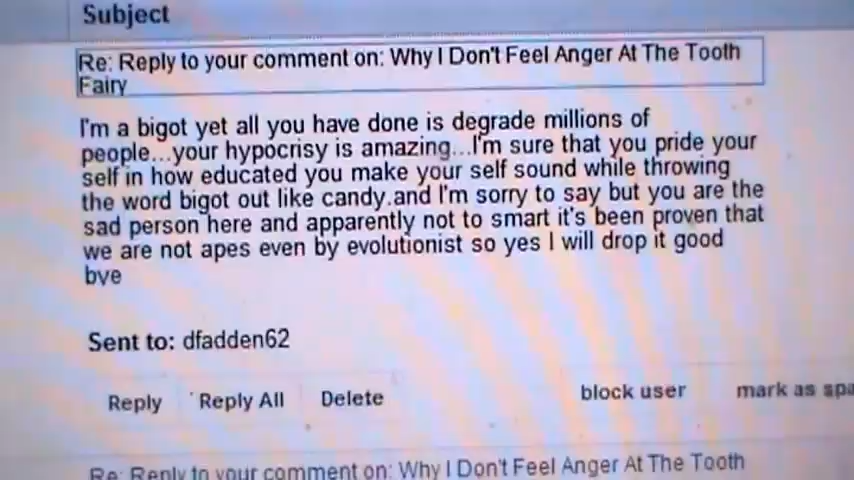 Subject
Re: Reply to your comment on: Why I Don't Feel Anger At The Tooth
Fairy
I'm a bigot yet all you have done is degrade millions of
people...your hypocrisy is amazing...I'm sure that you pride your
self in how educated you make your self sound while throwing
the word bigot out like candy.and I'm sorry to say but you are the
sad person here and apparently not to smart it's been proven that
we are not apes even by evolutionist so yes I will drop it good
bye
Sent to: dfadden62
Reply Reply All Delete block user mark as spa
Re: Reply to your comment on: Why I Don't Feel Anger At The Tooth